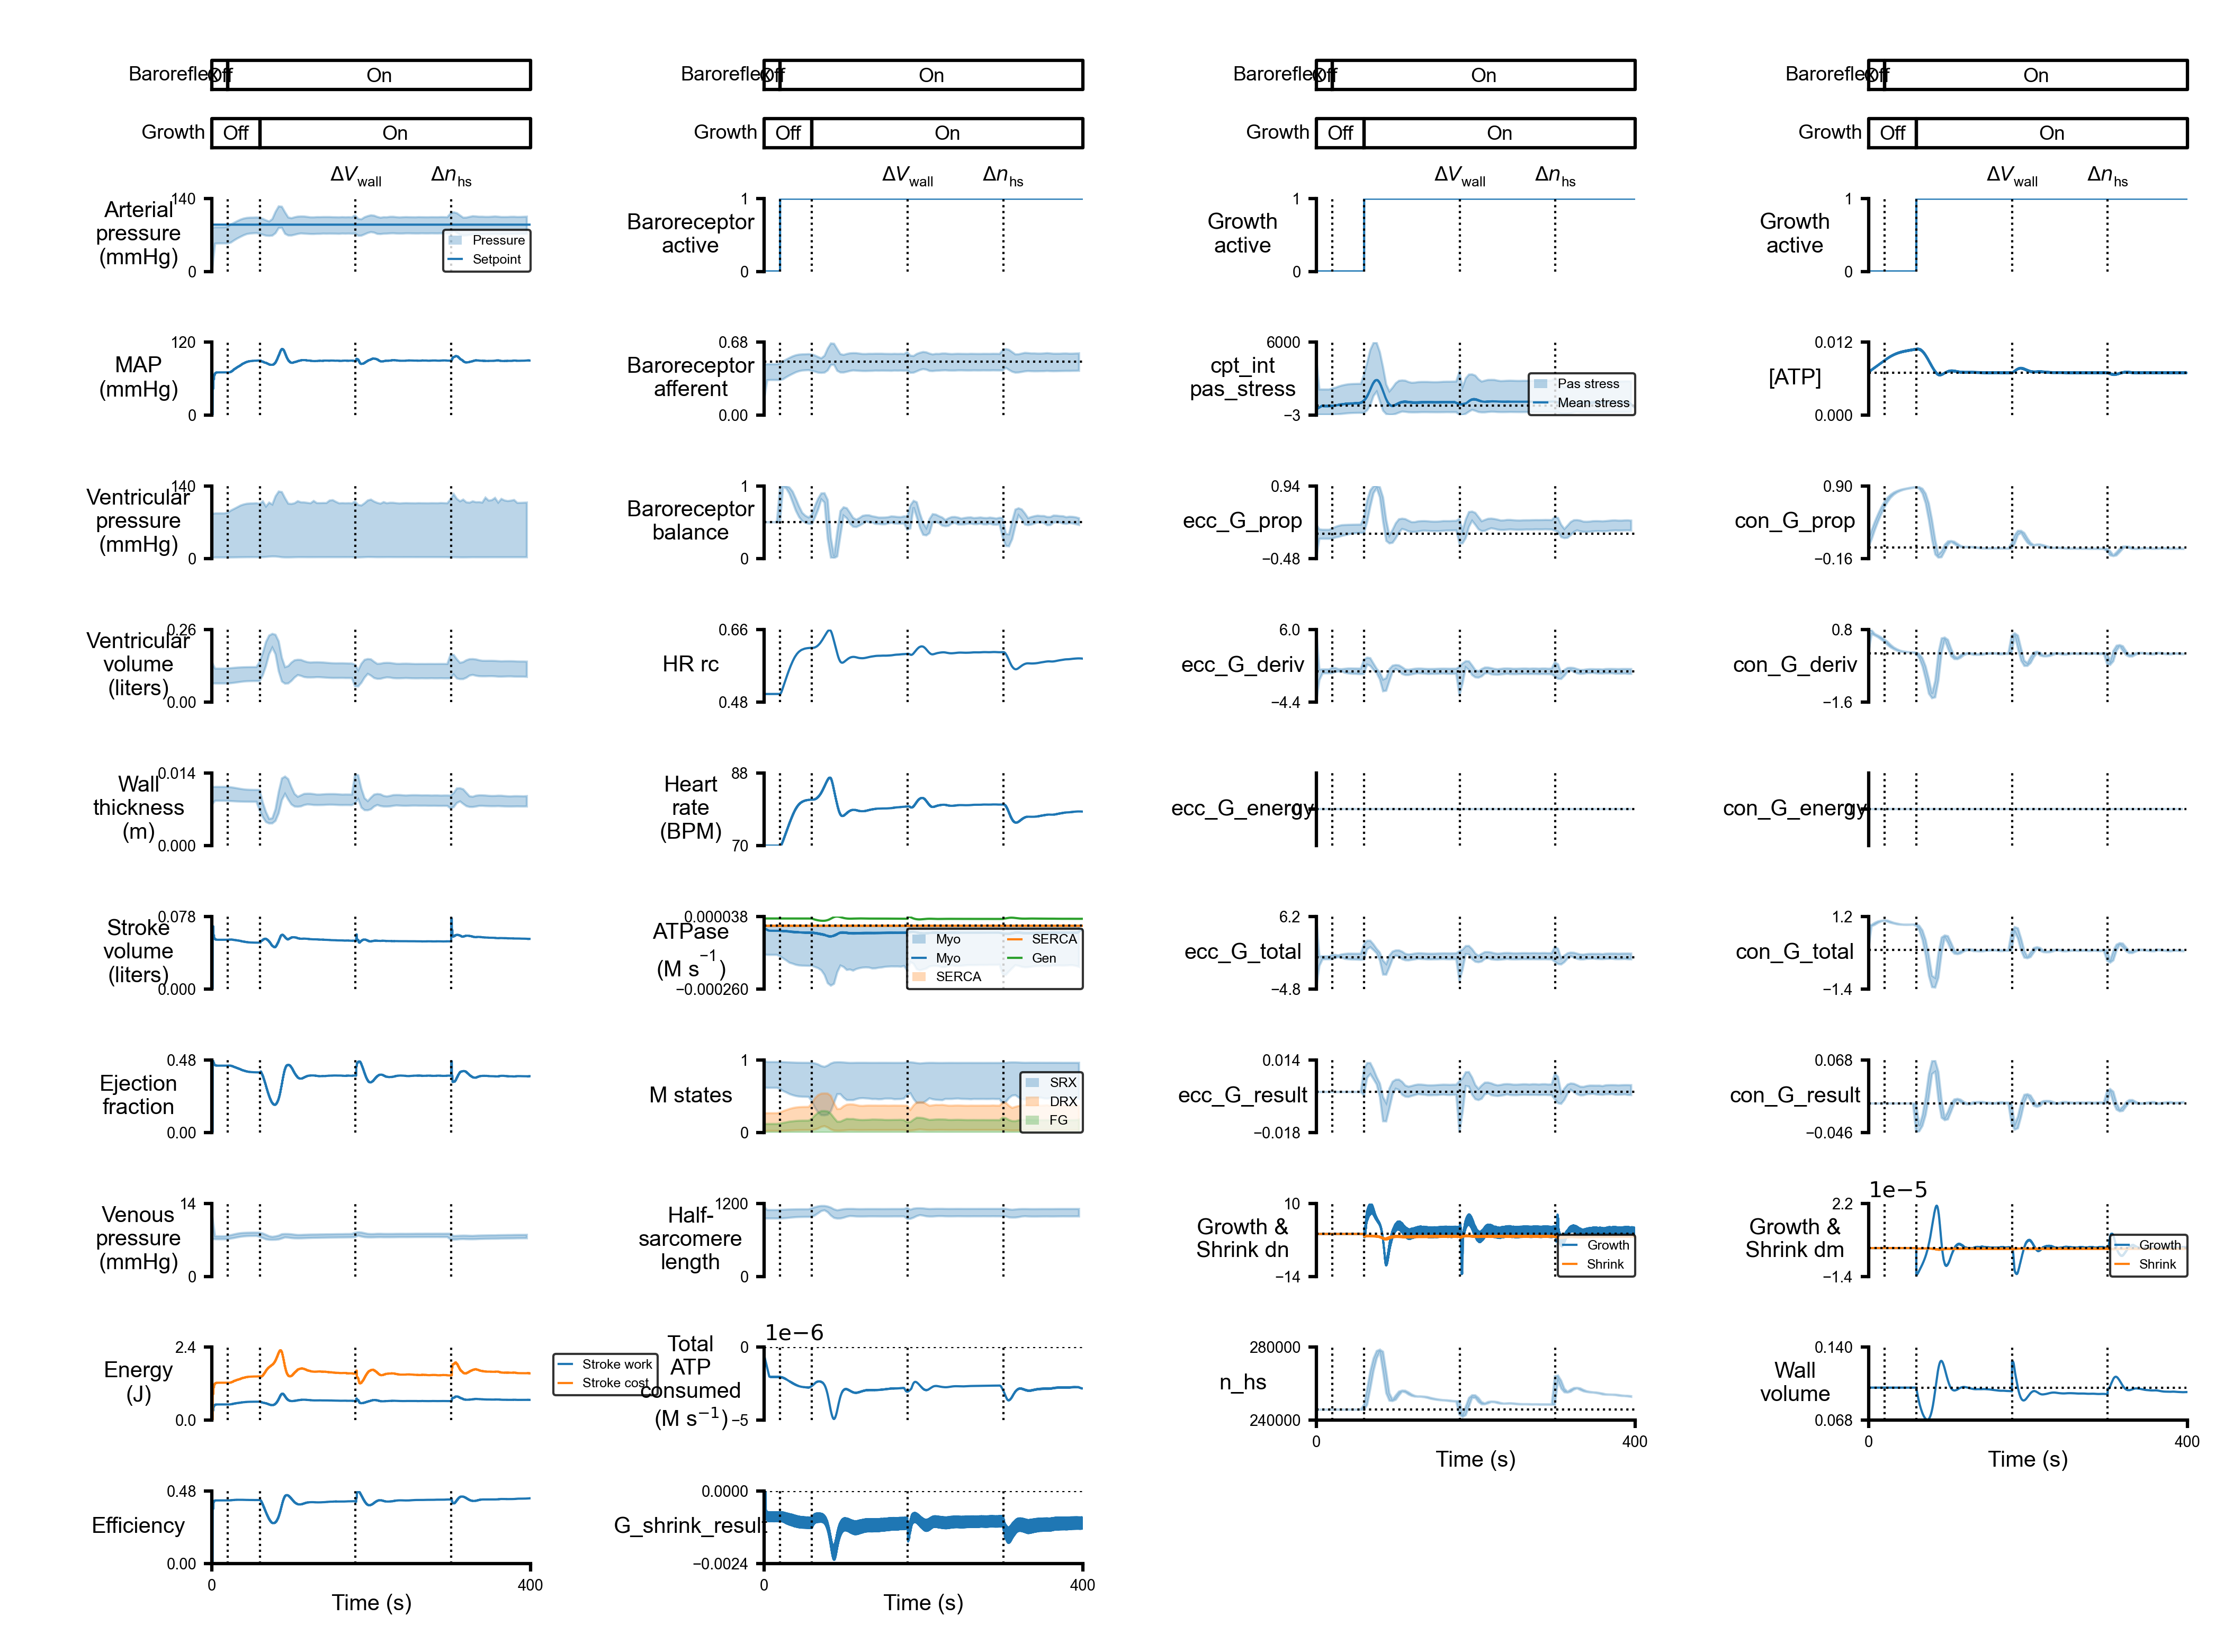 Baroreflex
Off
On
Growth
Off
On
ΔVwall
Δnhs
Arterial
pressure
(mmHg)
140
0
Pressure
Setpoint
MAP
(mmHg)
120
0
Ventricular
pressure
(mmHg)
140
0
Ventricular
volume
(liters)
0.26
0.00
Wall
thickness
(m)
0.014
0.000
Stroke
volume
(liters)
0.078
0.000
Ejection
fraction
0.48
0.00
Venous
pressure
(mmHg)
14
0
Energy
(J)
2.4
0.0
Stroke work
Stroke cost
Efficiency
0.48
0.00
0
400
Time (s)
Baroreflex
Off
On
Growth
Off
On
ΔVwall
Δnhs
Baroreceptor
active
1
0
Baroreceptor
afferent
0.68
0.00
Baroreceptor
balance
1
0
HR rc
0.66
0.48
Heart
rate
(BPM)
88
70
ATPase
(M s−1)
0.000038
−0.000260
Myo
Myo
SERCA
SERCA
Gen
M states
1
0
SRX
DRX
FG
Half-
sarcomere
length
1200
0
1e−6
Total
ATP
consumed
(M s−1)
0
−5
G_shrink_result
0.0000
−0.0024
0
400
Time (s)
Baroreflex
Off
On
Growth
Off
On
ΔVwall
Δnhs
Growth
active
1
0
cpt_int
pas_stress
6000
−3
Pas stress
Mean stress
ecc_G_prop
0.94
−0.48
ecc_G_deriv
6.0
−4.4
ecc_G_energy
ecc_G_total
6.2
−4.8
ecc_G_result
0.014
−0.018
Growth &
Shrink dn
10
−14
Growth
Shrink
n_hs
280000
240000
0
400
Time (s)
Baroreflex
Off
On
Growth
Off
On
ΔVwall
Δnhs
Growth
active
1
0
[ATP]
0.012
0.000
con_G_prop
0.90
−0.16
con_G_deriv
0.8
−1.6
con_G_energy
con_G_total
1.2
−1.4
con_G_result
0.068
−0.046
1e−5
Growth &
Shrink dm
2.2
−1.4
Growth
Shrink
Wall
volume
0.140
0.068
0
400
Time (s)